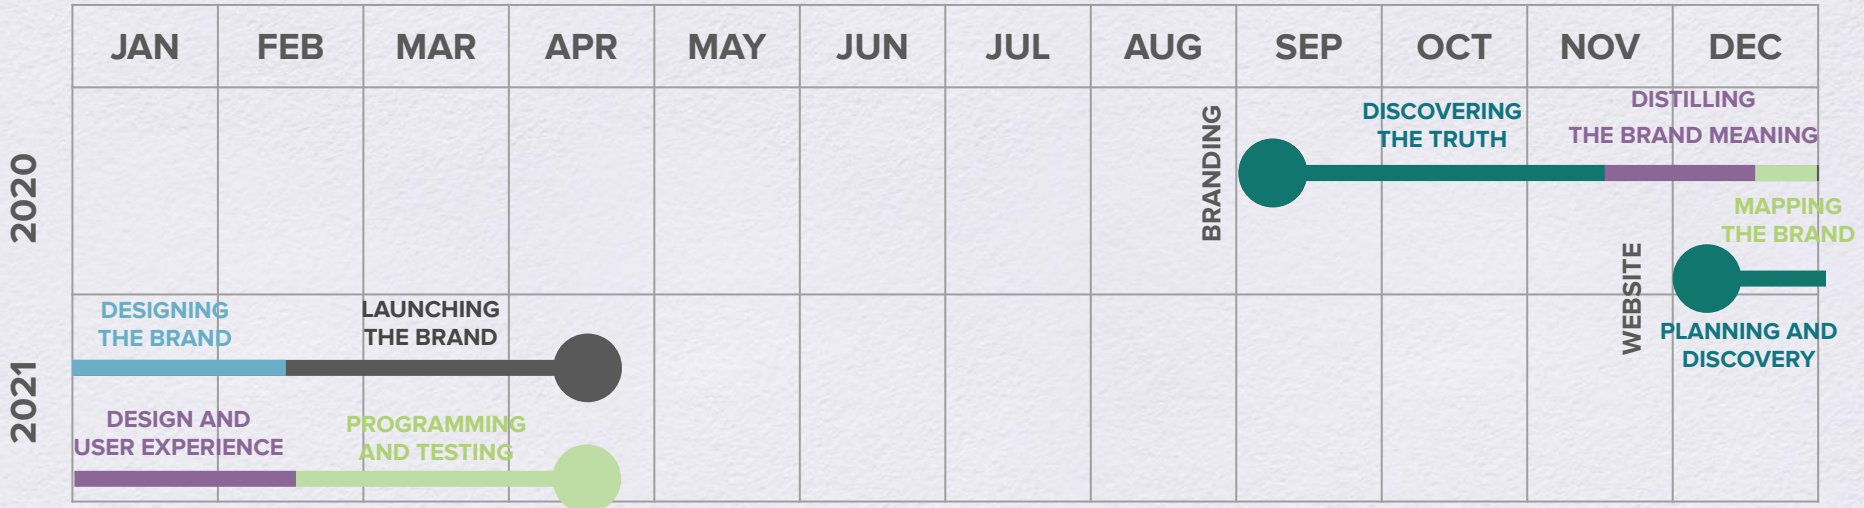 JAN FEB MAR APR MAY JUN JUL AUG SEP OCT NOV DEC
2020
BRANDING
DISCOVERING
THE TRUTH
DISTILLING
THE BRAND MEANING
MAPPING
THE BRAND
WEBSITE
PLANNING AND
DISCOVERY
2021
DESIGNING
THE BRAND
LAUNCHING
THE BRAND
DESIGN AND
USER EXPERIENCE
PROGRAMMING
AND TESTING